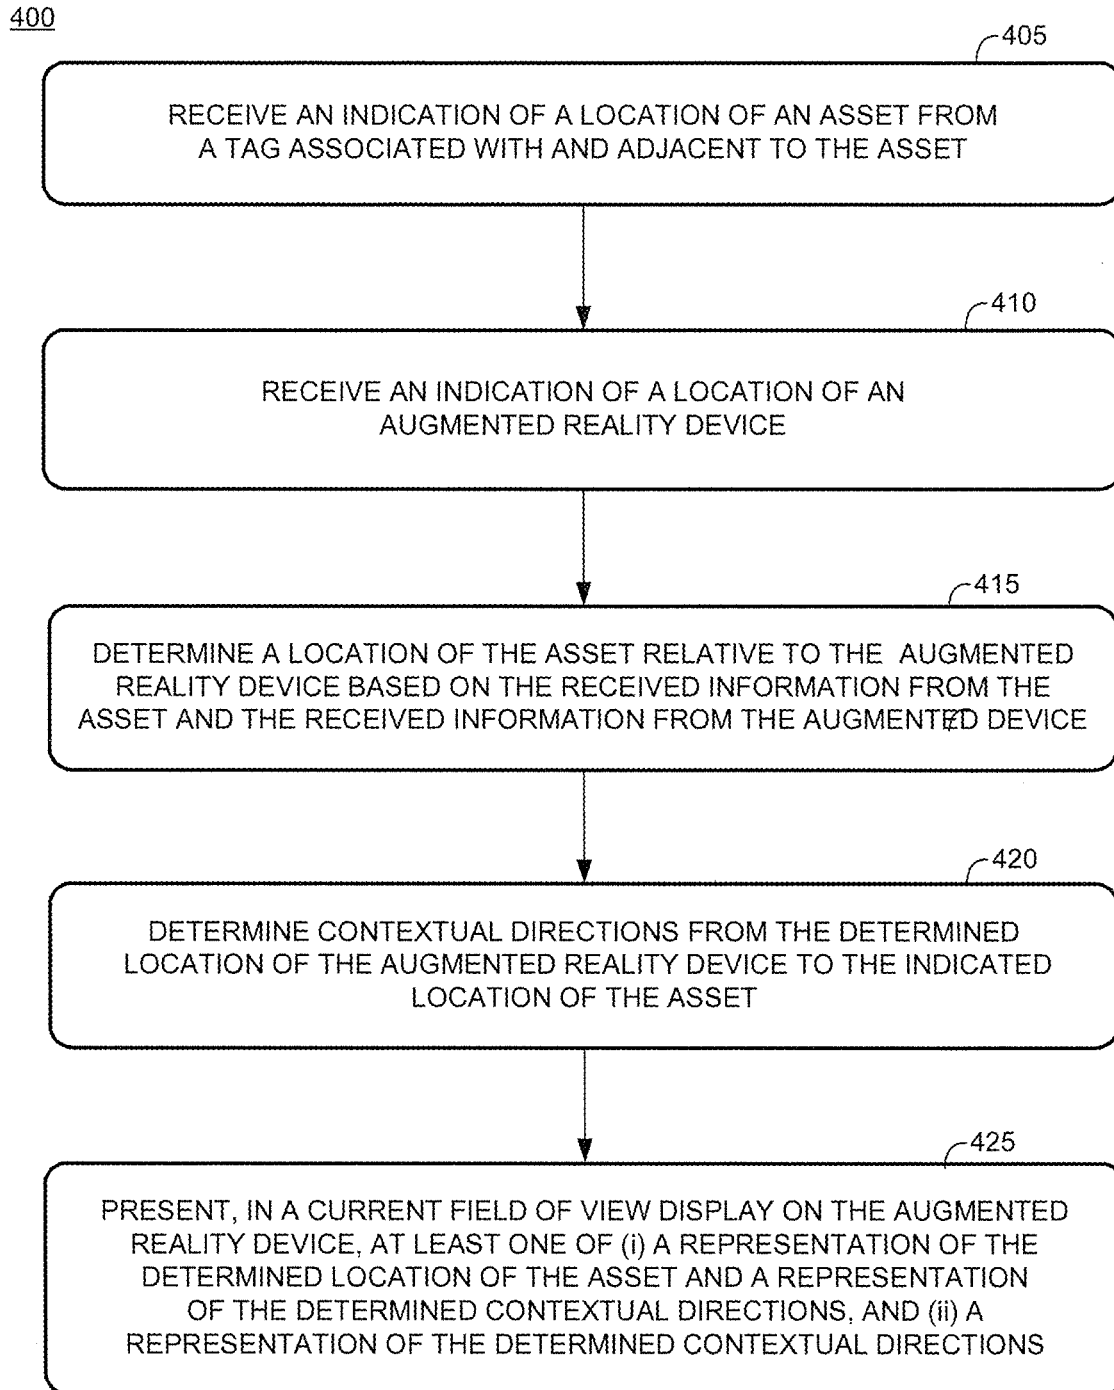 400
405
RECEIVE AN INDICATION OF A LOCATION OF AN ASSET FROM
A TAG ASSOCIATED WITH AND ADJACENT TO THE ASSET
410
RECEIVE AN INDICATION OF A LOCATION OF AN
AUGMENTED REALITY DEVICE
415
DETERMINE A LOCATION OF THE ASSET RELATIVE TO THE AUGMENTED
REALITY DEVICE BASED ON THE RECEIVED INFORMATION FROM THE
ASSET AND THE RECEIVED INFORMATION FROM THE AUGMENTED DEVICE
420
DETERMINE CONTEXTUAL DIRECTIONS FROM THE DETERMINED
LOCATION OF THE AUGMENTED REALITY DEVICE TO THE INDICATED
LOCATION OF THE ASSET
425
PRESENT, IN A CURRENT FIELD OF VIEW DISPLAY ON THE AUGMENTED
REALITY DEVICE, AT LEAST ONE OF (i) A REPRESENTATION OF THE
DETERMINED LOCATION OF THE ASSET AND A REPRESENTATION
OF THE DETERMINED CONTEXTUAL DIRECTIONS, AND (ii) A
REPRESENTATION OF THE DETERMINED CONTEXTUAL DIRECTIONS